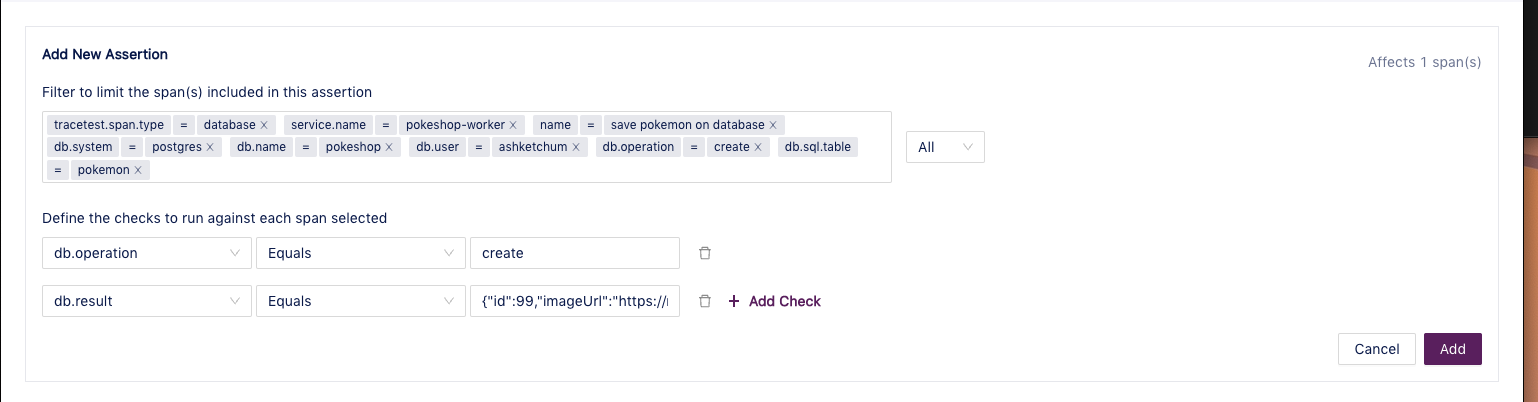 Add New Assertion
Affects 1 span(s)
Filter to limit the span(s) included in this assertion
tracetest.span.type = database × service.name = pokeshop-worker × name = save pokemon on database ×
db.system = postgres × db.name = pokeshop × db.user = ashketchum × db.operation = create × db.sql.table
= pokemon ×
All
Define the checks to run against each span selected
db.operation Equals create
db.result Equals {"id":99,"imageUrl":"https:// + Add Check
Cancel Add